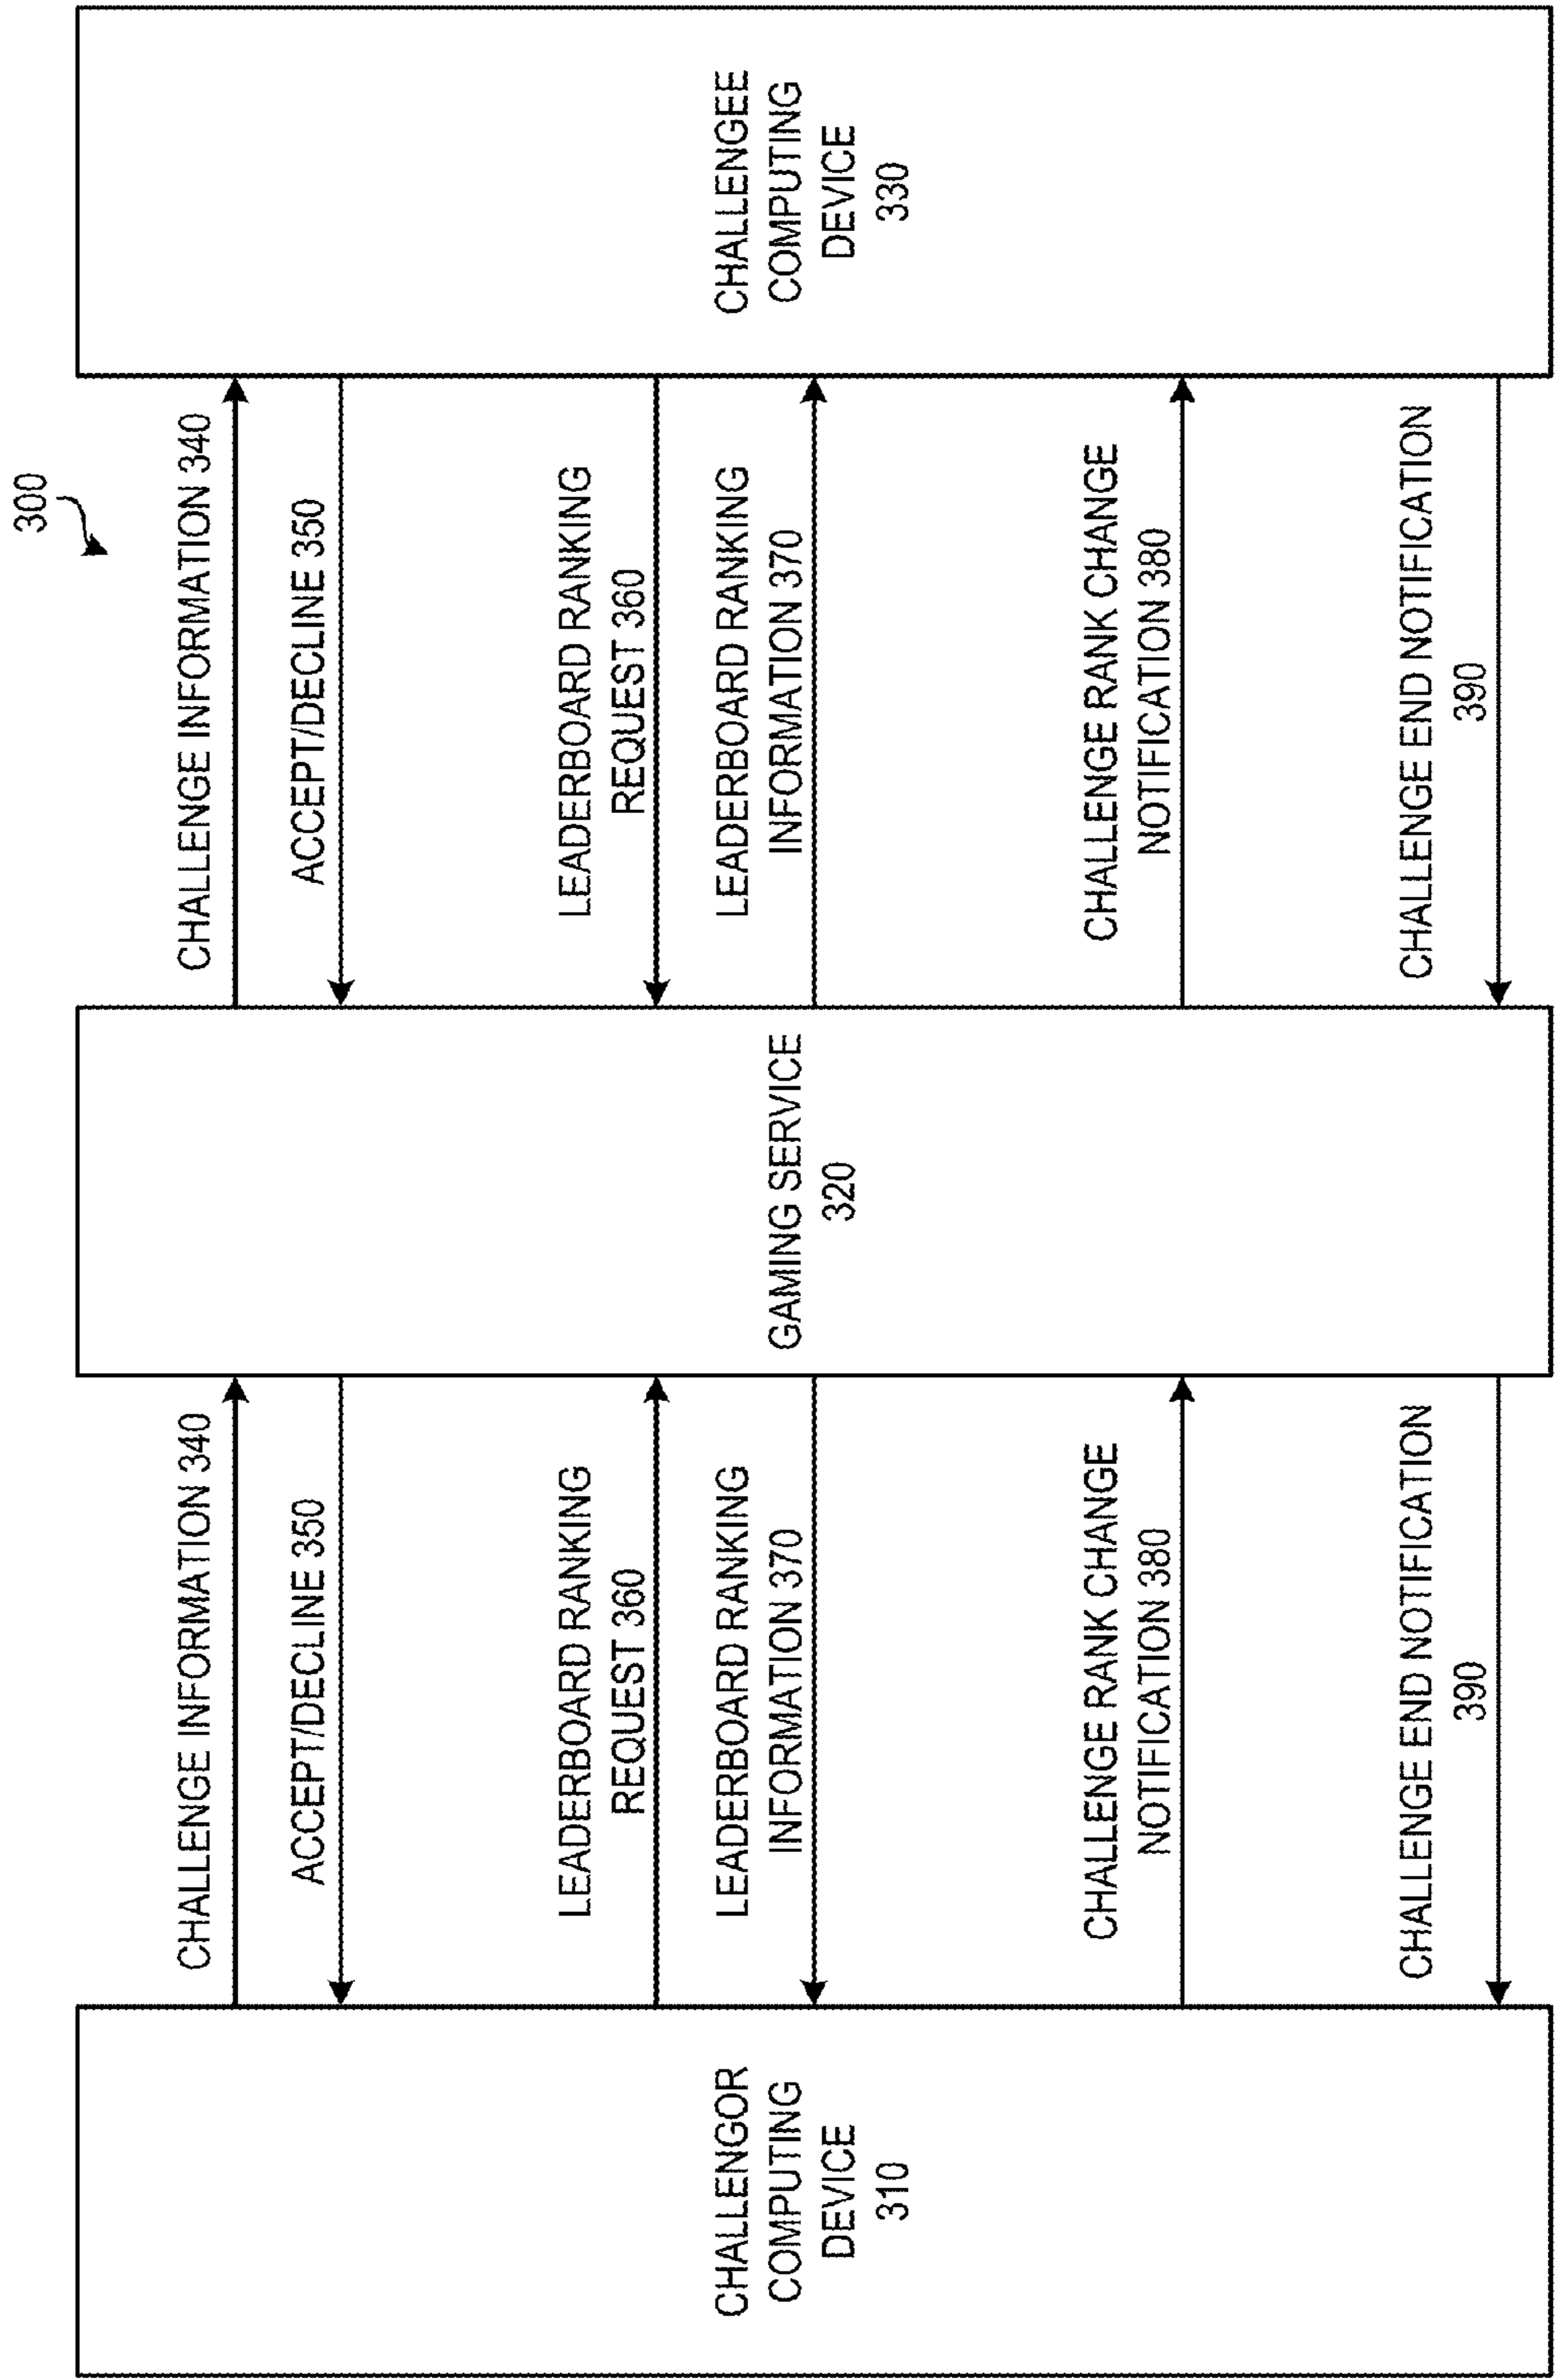 300
CHALLENGOR
COMPUTING
DEVICE
310
CHALLENGE INFORMATION 340
ACCEPT/DECLINE 350
LEADERBOARD RANKING
REQUEST 360
LEADERBOARD RANKING
INFORMATION 370
CHALLENGE RANK CHANGE
NOTIFICATION 380
CHALLENGE END NOTIFICATION
390
GAMING SERVICE
320
CHALLENGE INFORMATION 340
ACCEPT/DECLINE 350
LEADERBOARD RANKING
REQUEST 360
LEADERBOARD RANKING
INFORMATION 370
CHALLENGE RANK CHANGE
NOTIFICATION 380
CHALLENGE END NOTIFICATION
390
CHALLENGEE
COMPUTING
DEVICE
330